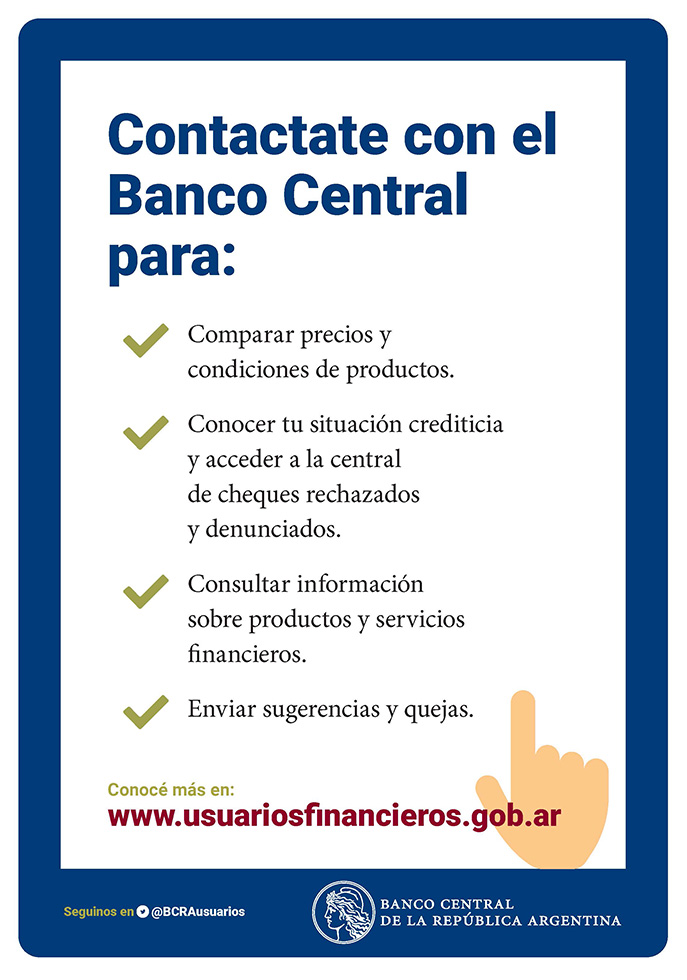 Contactate con el
Banco Central
para:
Comparar precios y
condiciones de productos.
Conocer tu situación crediticia
y acceder a la central
de cheques rechazados
y denunciados.
Consultar información
sobre productos y servicios
financieros.
Enviar sugerencias y quejas.
Conocé más en:
www.usuariosfinancieros.gob.ar
Seguinos en @BCRAusuarios
BANCO CENTRAL
DE LA REPÚBLICA ARGENTINA